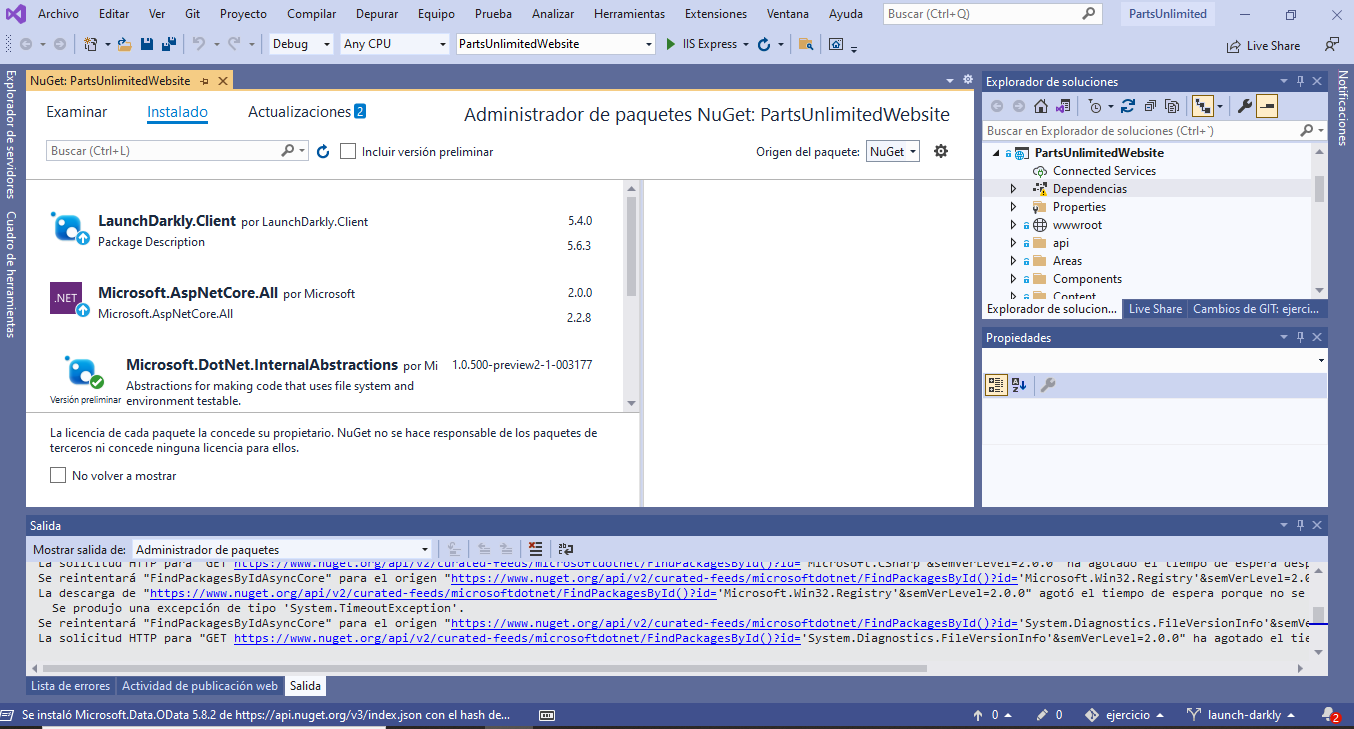 Archivo Editar Ver Git Proyecto Compilar Depurar Equipo Prueba Analizar Herramientas Extensiones Ventana Ayuda Buscar (Ctrl+Q) PartsUnlimited
Debug Any CPU PartsUnlimitedWebsite IIS Express Live Share
Explorador de servidores
Cuadro de herramientas
NuGet: PartsUnlimitedWebsite
Examinar Instalado Actualizaciones 2 Administrador de paquetes NuGet: PartsUnlimitedWebsite
Buscar (Ctrl+L) Incluir versión preliminar Origen del paquete: NuGet
LaunchDarkly.Client por LaunchDarkly.Client 5.4.0
Package Description 5.6.3
.NET
Microsoft.AspNetCore.All por Microsoft 2.0.0
Microsoft.AspNetCore.All 2.2.8
Microsoft.DotNet.InternalAbstractions por Mi 1.0.500-preview2-1-003177
Abstractions for making code that uses file system and
environment testable.
Versión preliminar
La licencia de cada paquete la concede su propietario. NuGet no se hace responsable de los paquetes de
terceros ni concede ninguna licencia para ellos.
No volver a mostrar
Explorador de soluciones
Buscar en Explorador de soluciones (Ctrl+`)
PartsUnlimitedWebsite
Connected Services
Dependencias
Properties
wwwroot
api
Areas
Components
Content
Explorador de solucion... Live Share Cambios de GIT: ejerci...
Propiedades
Notificaciones
Salida
Mostrar salida de: Administrador de paquetes
La solicitud HTTP para "GET https://www.nuget.org/api/v2/curated-feeds/microsoftdotnet/FindPackagesById()?id='Microsoft.CSharp'&semVerLevel=2.0.0" ha agotado el tiempo de espera desp
Se reintentará "FindPackagesByIdAsyncCore" para el origen "https://www.nuget.org/api/v2/curated-feeds/microsoftdotnet/FindPackagesById()?id='Microsoft.Win32.Registry'&semVerLevel=2.0
La descarga de "https://www.nuget.org/api/v2/curated-feeds/microsoftdotnet/FindPackagesById()?id='Microsoft.Win32.Registry'&semVerLevel=2.0.0" agotó el tiempo de espera porque no se
Se produjo una excepción de tipo 'System.TimeoutException'.
Se reintentará "FindPackagesByIdAsyncCore" para el origen "https://www.nuget.org/api/v2/curated-feeds/microsoftdotnet/FindPackagesById()?id='System.Diagnostics.FileVersionInfo'&semVe
La solicitud HTTP para "GET https://www.nuget.org/api/v2/curated-feeds/microsoftdotnet/FindPackagesById()?id='System.Diagnostics.FileVersionInfo'&semVerLevel=2.0.0" ha agotado el tie
Lista de errores Actividad de publicación web Salida
Se instaló Microsoft.Data.OData 5.8.2 de https://api.nuget.org/v3/index.json con el hash de... 0 0 ejercicio launch-darkly 2